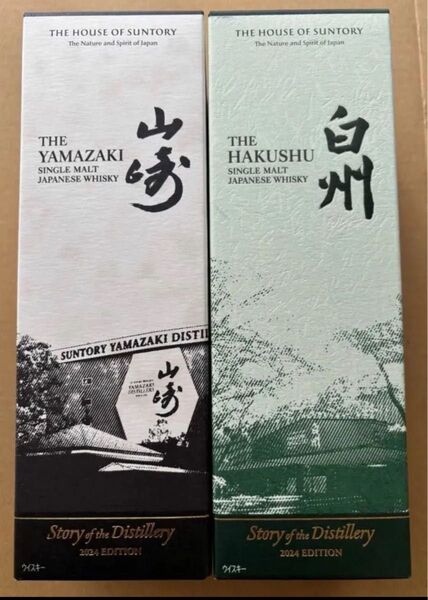 THE HOUSE OF SUNTORY
The Nature and Spirit of Japan
THE
YAMAZAKI
SINGLE MALT
JAPANESE WHISKY
山崎
SUNTORY YAMAZAKI DISTIL
YAMAZAKI
DISTILLERY
山崎
Story of the Distillery
2024 EDITION
ウイスキー
THE HOUSE OF SUNTORY
The Nature and Spirit of Japan
THE
HAKUSHU
SINGLE MALT
JAPANESE WHISKY
白州
Story of the Distillery
2024 EDITION
ウイスキー